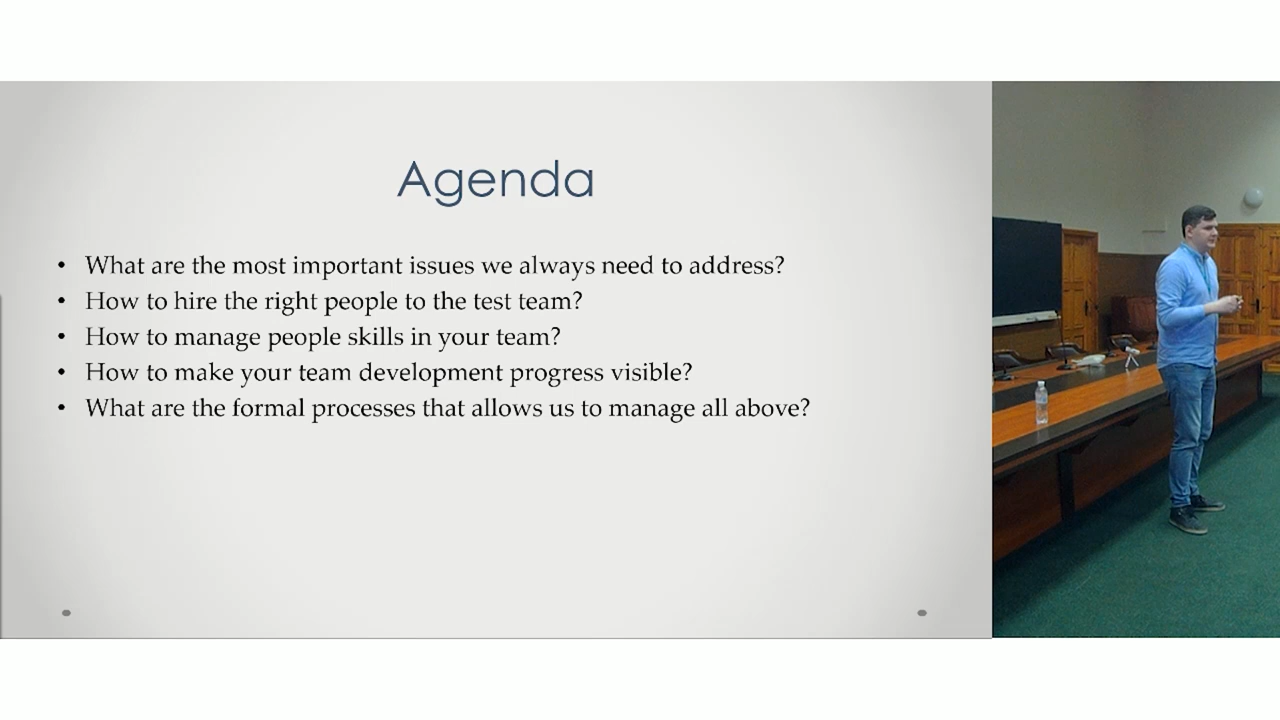 Agenda
• What are the most important issues we always need to address?
• How to hire the right people to the test team?
• How to manage people skills in your team?
• How to make your team development progress visible?
• What are the formal processes that allows us to manage all above?